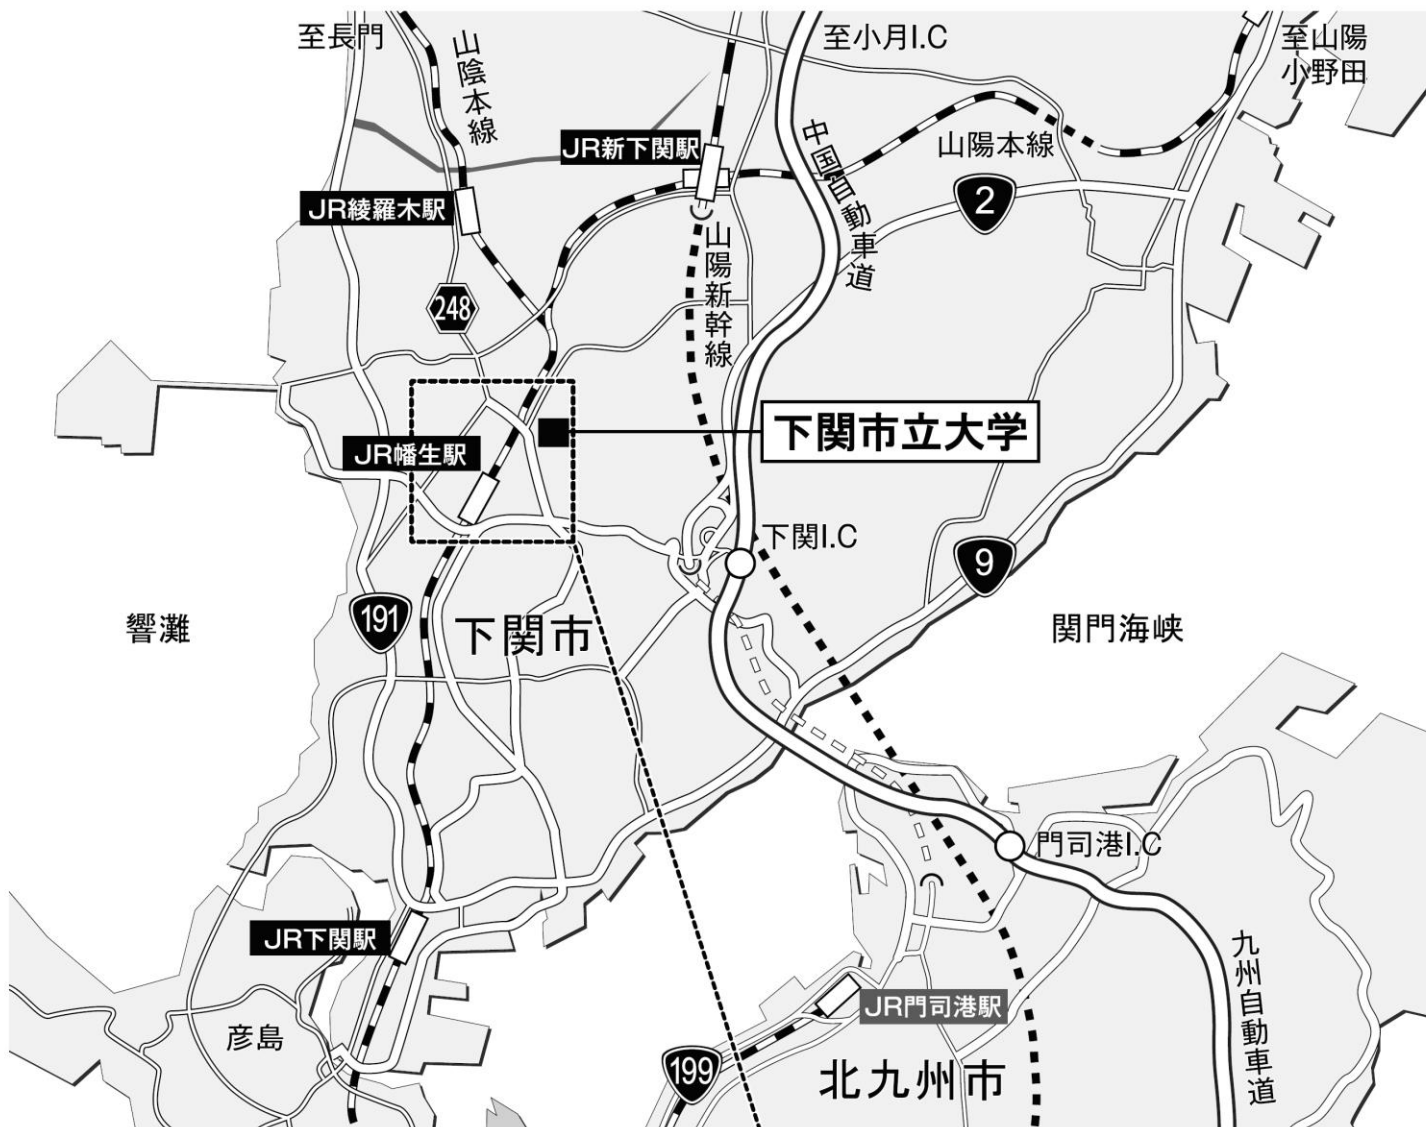 至長門
山陰本線
至小月I.C
至山陽
小野田
JR新下関駅
中国自動車道
山陽本線
JR綾羅木駅
2
山陽新幹線
248
下関市立大学
JR幡生駅
下関I.C
9
191
下関市
響灘
関門海峡
門司港I.C
JR下関駅
九州自動車道
JR門司港駅
彦島
199
北九州市